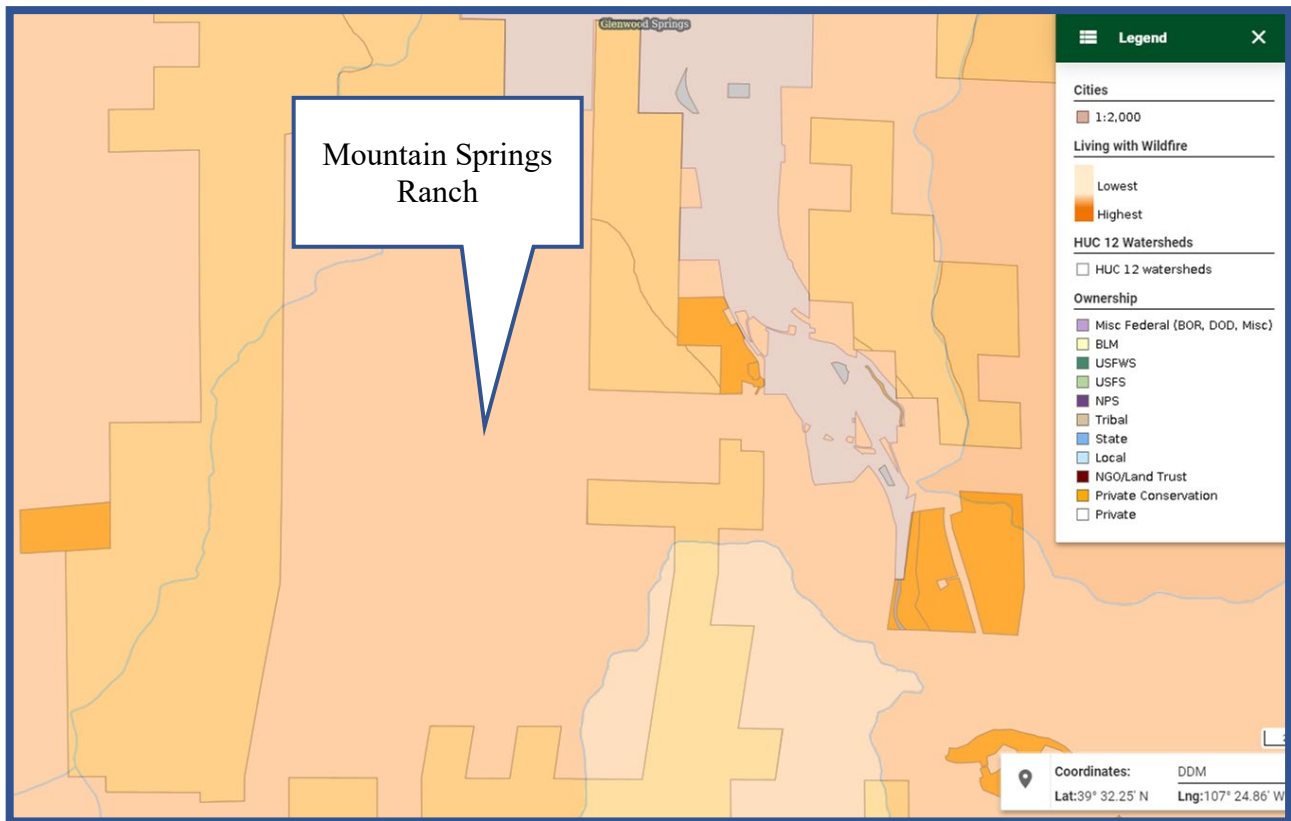 Glenwood Springs
Mountain Springs
Ranch
Legend
Cities
1:2,000
Living with Wildfire
Lowest
Highest
HUC 12 Watersheds
HUC 12 watersheds
Ownership
Misc Federal (BOR, DOD, Misc)
BLM
USFWS
USFS
NPS
Tribal
State
Local
NGO/Land Trust
Private Conservation
Private
Coordinates: DDM
Lat:39° 32.25' N Lng:107° 24.86' W